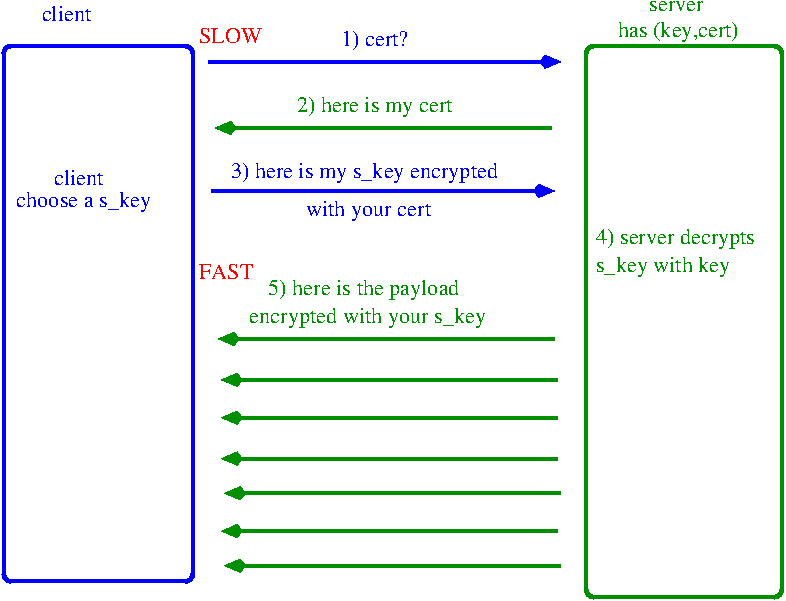 client
server
has (key,cert)
SLOW
1) cert?
2) here is my cert
3) here is my s_key encrypted
with your cert
client
choose a s_key
4) server decrypts
s_key with key
FAST
5) here is the payload
encrypted with your s_key